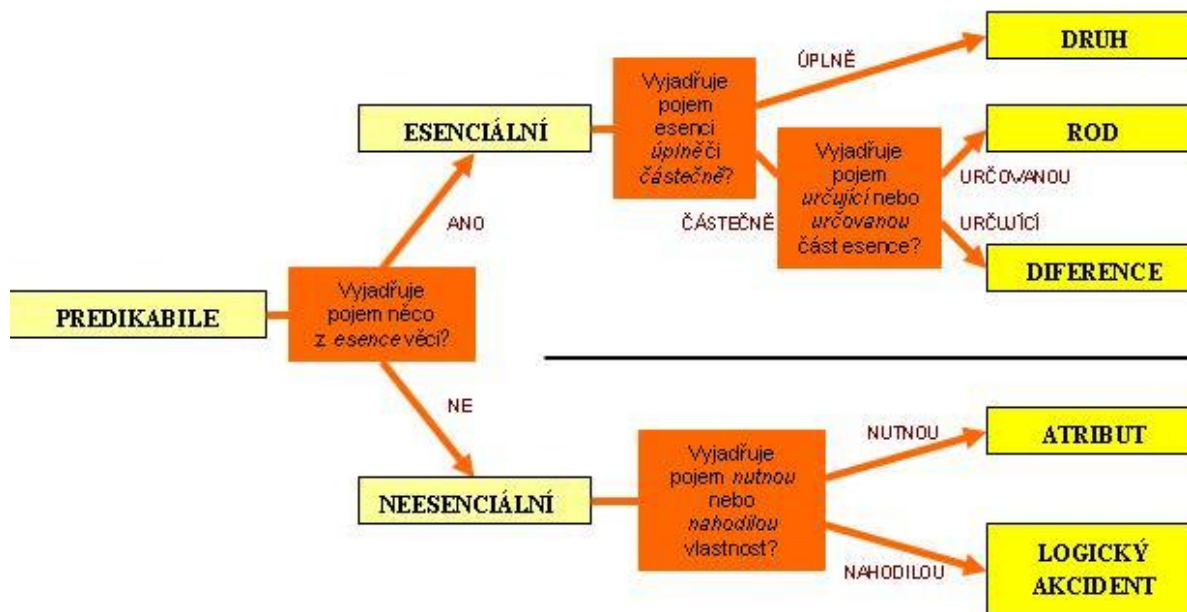 DRUH
ÚPLNĚ
Vyjadřuje
pojem
esenci
úplně či
částečně?
ESENCIÁLNÍ
ROD
Vyjadřuje
pojem
určující nebo
určovanou
část esence?
URČOVANOU
ČÁSTEČNĚ
URČUJÍCÍ
ANO
DIFERENCE
Vyjadřuje
pojem něco
z esence věci?
PREDIKABILE
NE
NUTNOU
ATRIBUT
Vyjadřuje
pojem nutnou
nebo
nahodilou
vlastnost?
NEESENCIÁLNÍ
NAHODILOU
LOGICKÝ
AKCIDENT